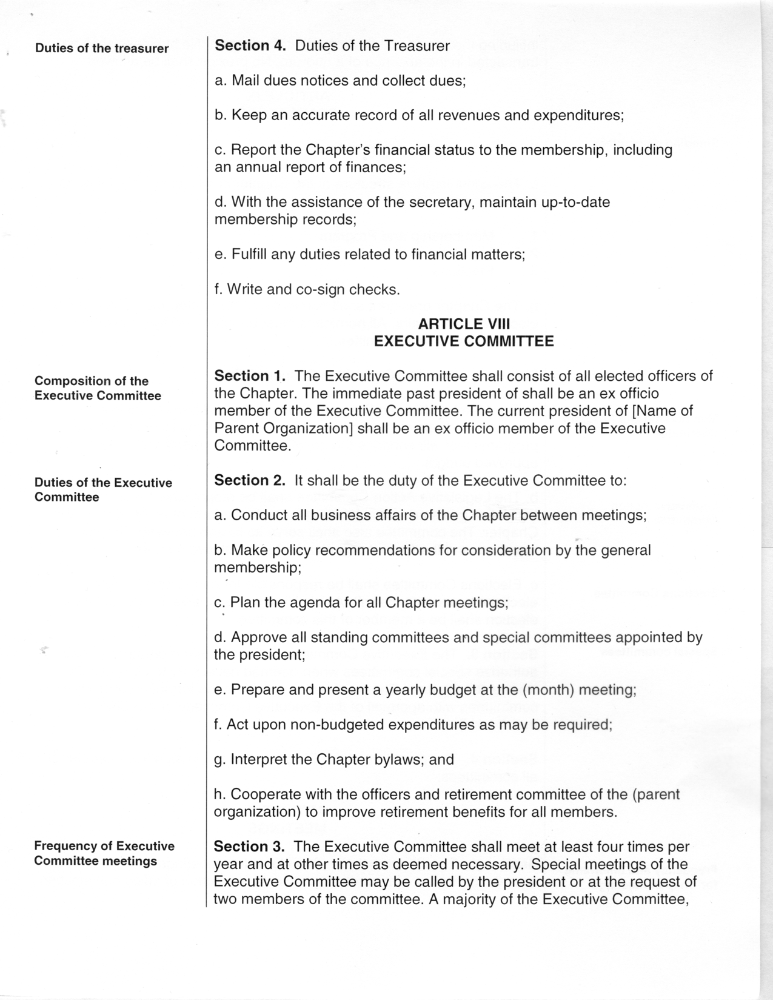 Duties of the treasurer
Section 4.  Duties of the Treasurer
a. Mail dues notices and collect dues;
b. Keep an accurate record of all revenues and expenditures;
c. Report the Chapter's financial status to the membership, including
an annual report of finances;
d. With the assistance of the secretary, maintain up-to-date
membership records;
e. Fulfill any duties related to financial matters;
f. Write and co-sign checks.
ARTICLE VIII
EXECUTIVE COMMITTEE
Composition of the
Executive Committee
Section 1.  The Executive Committee shall consist of all elected officers of
the Chapter. The immediate past president of shall be an ex officio
member of the Executive Committee. The current president of [Name of
Parent Organization] shall be an ex officio member of the Executive
Committee.
Duties of the Executive
Committee
Section 2.  It shall be the duty of the Executive Committee to:
a. Conduct all business affairs of the Chapter between meetings;
b. Make policy recommendations for consideration by the general
membership;
c. Plan the agenda for all Chapter meetings;
d. Approve all standing committees and special committees appointed by
the president;
e. Prepare and present a yearly budget at the (month) meeting;
f. Act upon non-budgeted expenditures as may be required;
g. Interpret the Chapter bylaws; and
h. Cooperate with the officers and retirement committee of the (parent
organization) to improve retirement benefits for all members.
Frequency of Executive
Committee meetings
Section 3.  The Executive Committee shall meet at least four times per
year and at other times as deemed necessary.  Special meetings of the
Executive Committee may be called by the president or at the request of
two members of the committee. A majority of the Executive Committee,